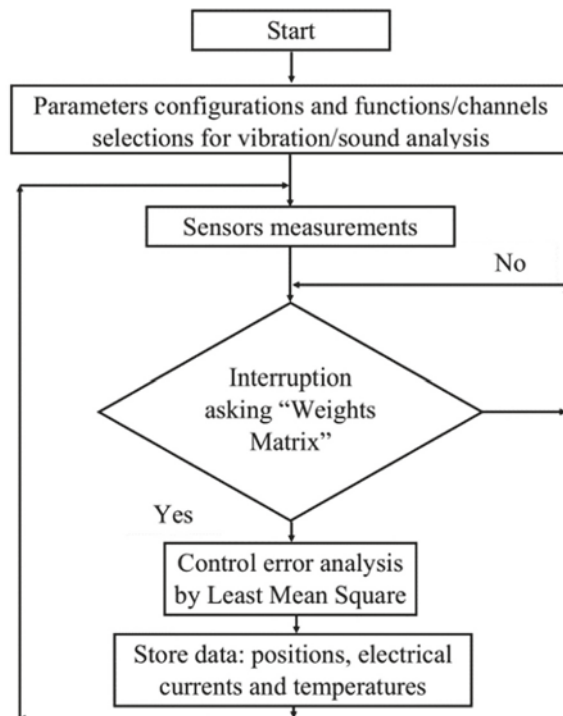 Start
Parameters configurations and functions/channels
selections for vibration/sound analysis
Sensors measurements
No
Interruption
asking “Weights
Matrix”
Yes
Control error analysis
by Least Mean Square
Store data: positions, electrical
currents and temperatures